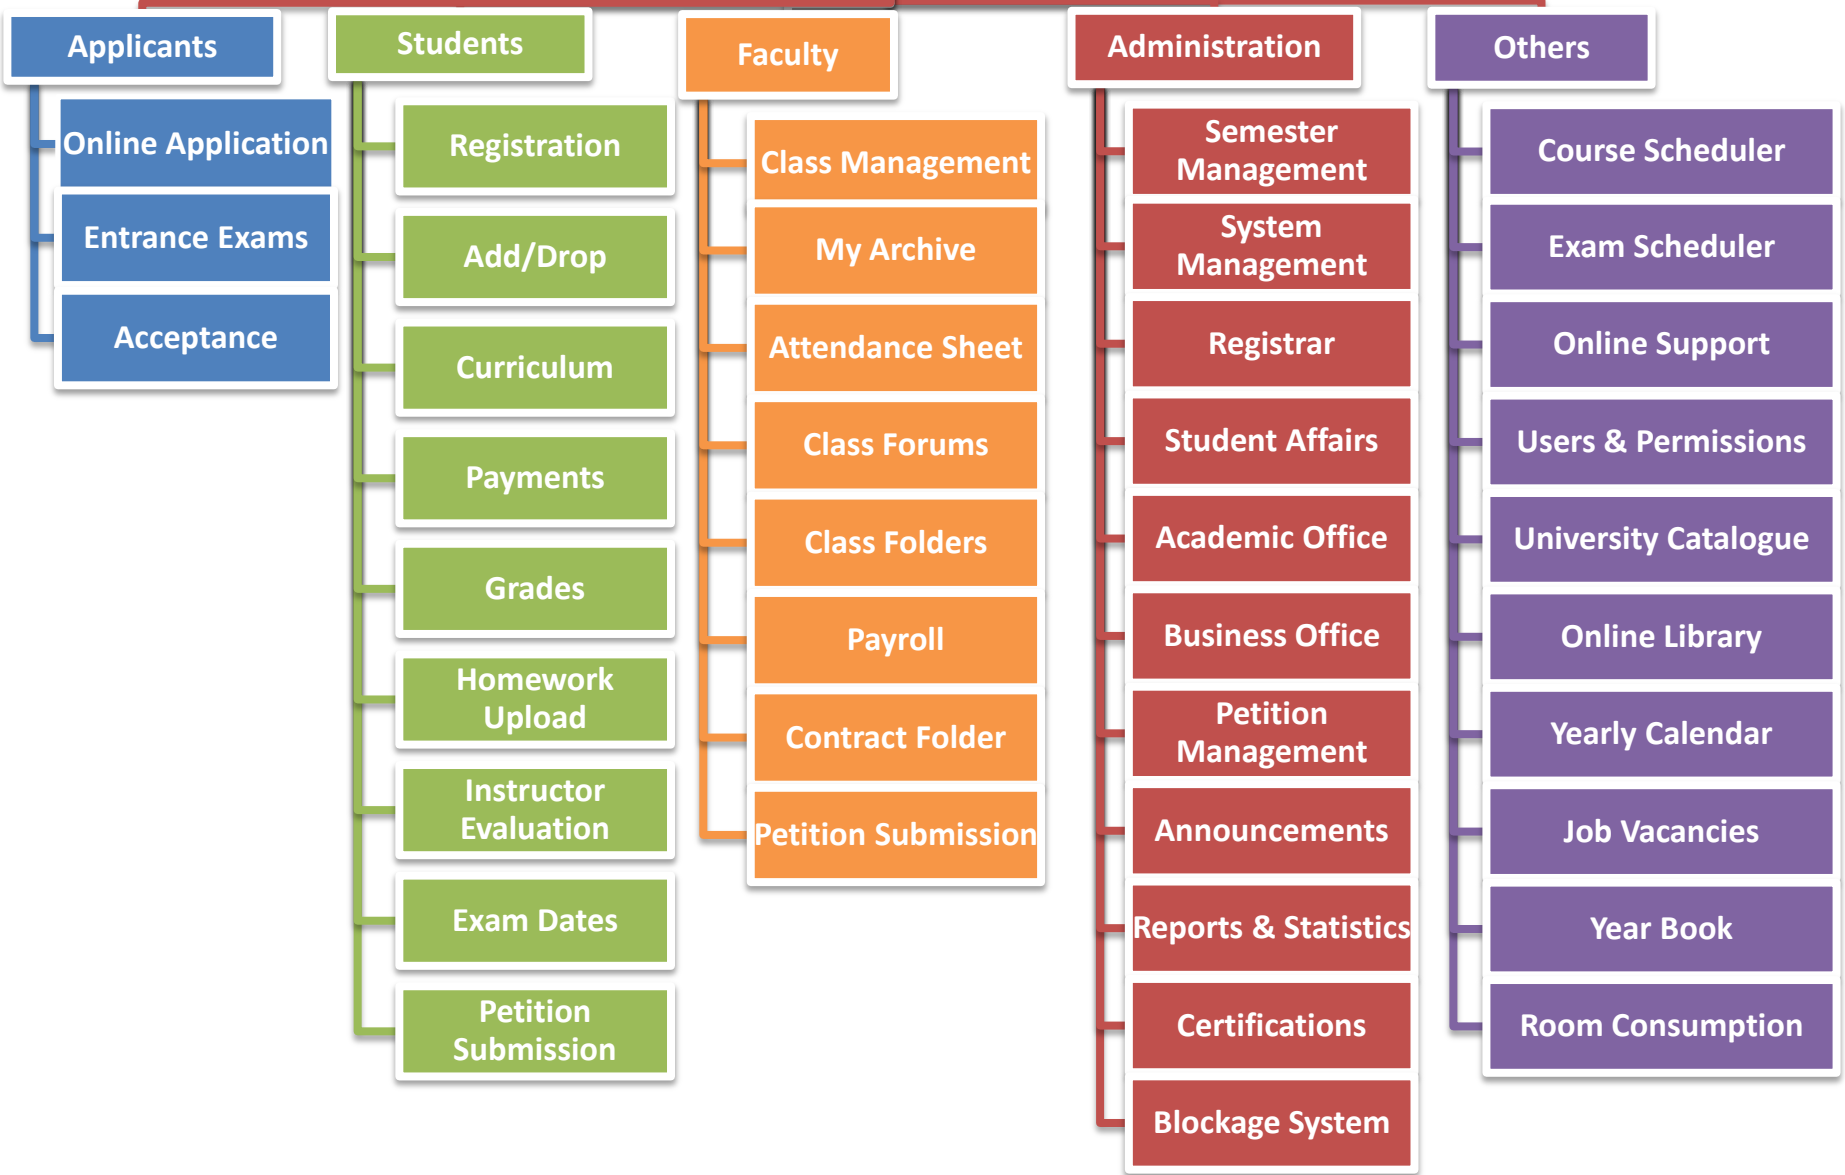 Applicants
Online Application
Entrance Exams
Acceptance
Students
Registration
Add/Drop
Curriculum
Payments
Grades
Homework
Upload
Instructor
Evaluation
Exam Dates
Petition
Submission
Faculty
Class Management
My Archive
Attendance Sheet
Class Forums
Class Folders
Payroll
Contract Folder
Petition Submission
Administration
Semester
Management
System
Management
Registrar
Student Affairs
Academic Office
Business Office
Petition
Management
Announcements
Reports & Statistics
Certifications
Blockage System
Others
Course Scheduler
Exam Scheduler
Online Support
Users & Permissions
University Catalogue
Online Library
Yearly Calendar
Job Vacancies
Year Book
Room Consumption